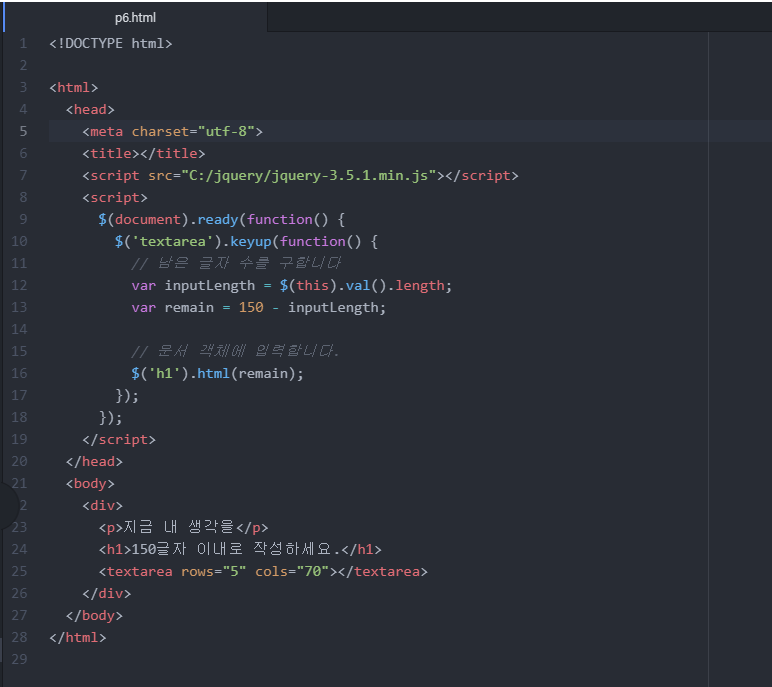 p6.html
1 <!DOCTYPE html>
2
3 <html>
4 <head>
5 <meta charset="utf-8">
6 <title></title>
7 <script src="C:/jquery/jquery-3.5.1.min.js"></script>
8 <script>
9 $(document).ready(function() {
10 $('textarea').keyup(function() {
11 // 남은 글자 수를 구합니다
12 var inputLength = $(this).val().length;
13 var remain = 150 - inputLength;
14
15 // 문서 객체에 입력합니다.
16 $('h1').html(remain);
17 });
18 });
19 </script>
20 </head>
21 <body>
2 <div>
23 <p>지금 내 생각을</p>
24 <h1>150글자 이내로 작성하세요.</h1>
25 <textarea rows="5" cols="70"></textarea>
26 </div>
27 </body>
28 </html>
29